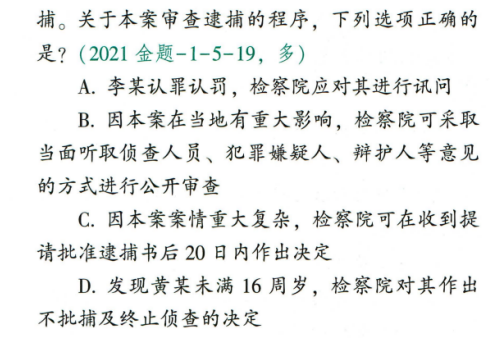 捕。关于本案审查逮捕的程序，下列选项正确的
是？(2021 金题-1-5-19，多)
A. 李某认罪认罚，检察院应对其进行讯问
B. 因本案在当地有重大影响，检察院可采取
当面听取侦查人员、犯罪嫌疑人、辩护人等意见
的方式进行公开审查
C. 因本案案情重大复杂，检察院可在收到提
请批准逮捕书后 20 日内作出决定
D. 发现黄某未满 16 周岁，检察院对其作出
不批捕及终止侦查的决定